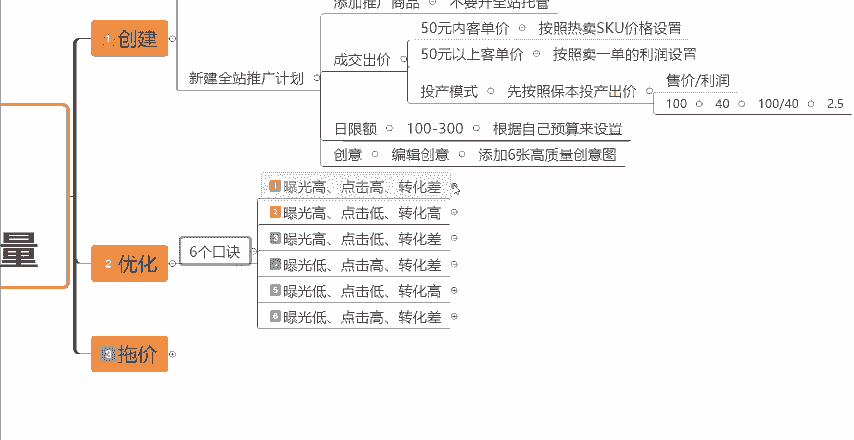 添加推广商品 不要开全站托管
1 创建
50元内客单价 按照热卖SKU价格设置
50元以上客单价 按照卖一单的利润设置
成交出价
新建全站推广计划
售价/利润
投产模式 先按照保本投产出价
100 40 100/40 2.5
日限额 100-300 根据自己预算来设置
创意 编辑创意 添加6张高质量创意图
1 曝光高、点击高、转化差
2 曝光高、点击低、转化高
3 曝光高、点击低、转化差
量
2 优化
6个口诀
曝光低、点击高、转化差
5 曝光低、点击低、转化高
6 曝光低、点击高、转化差
3 拖价